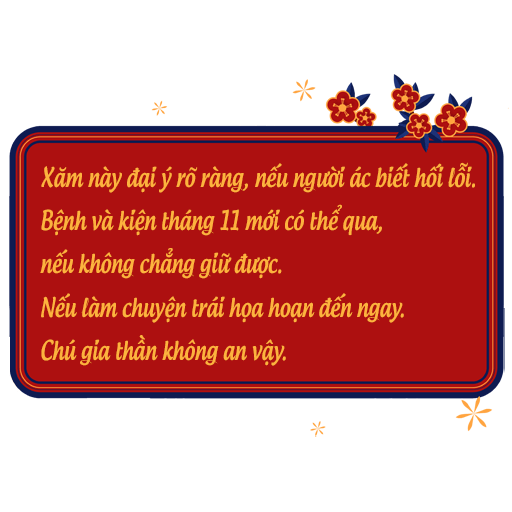 Xăm này đại ý rõ ràng, nếu người ác biết hối lỗi.
Bệnh và kiện tháng 11 mới có thể qua,
nếu không chẳng giữ được.
Nếu làm chuyện trái họa hoạn đến ngay.
Chú gia thần không an vậy.